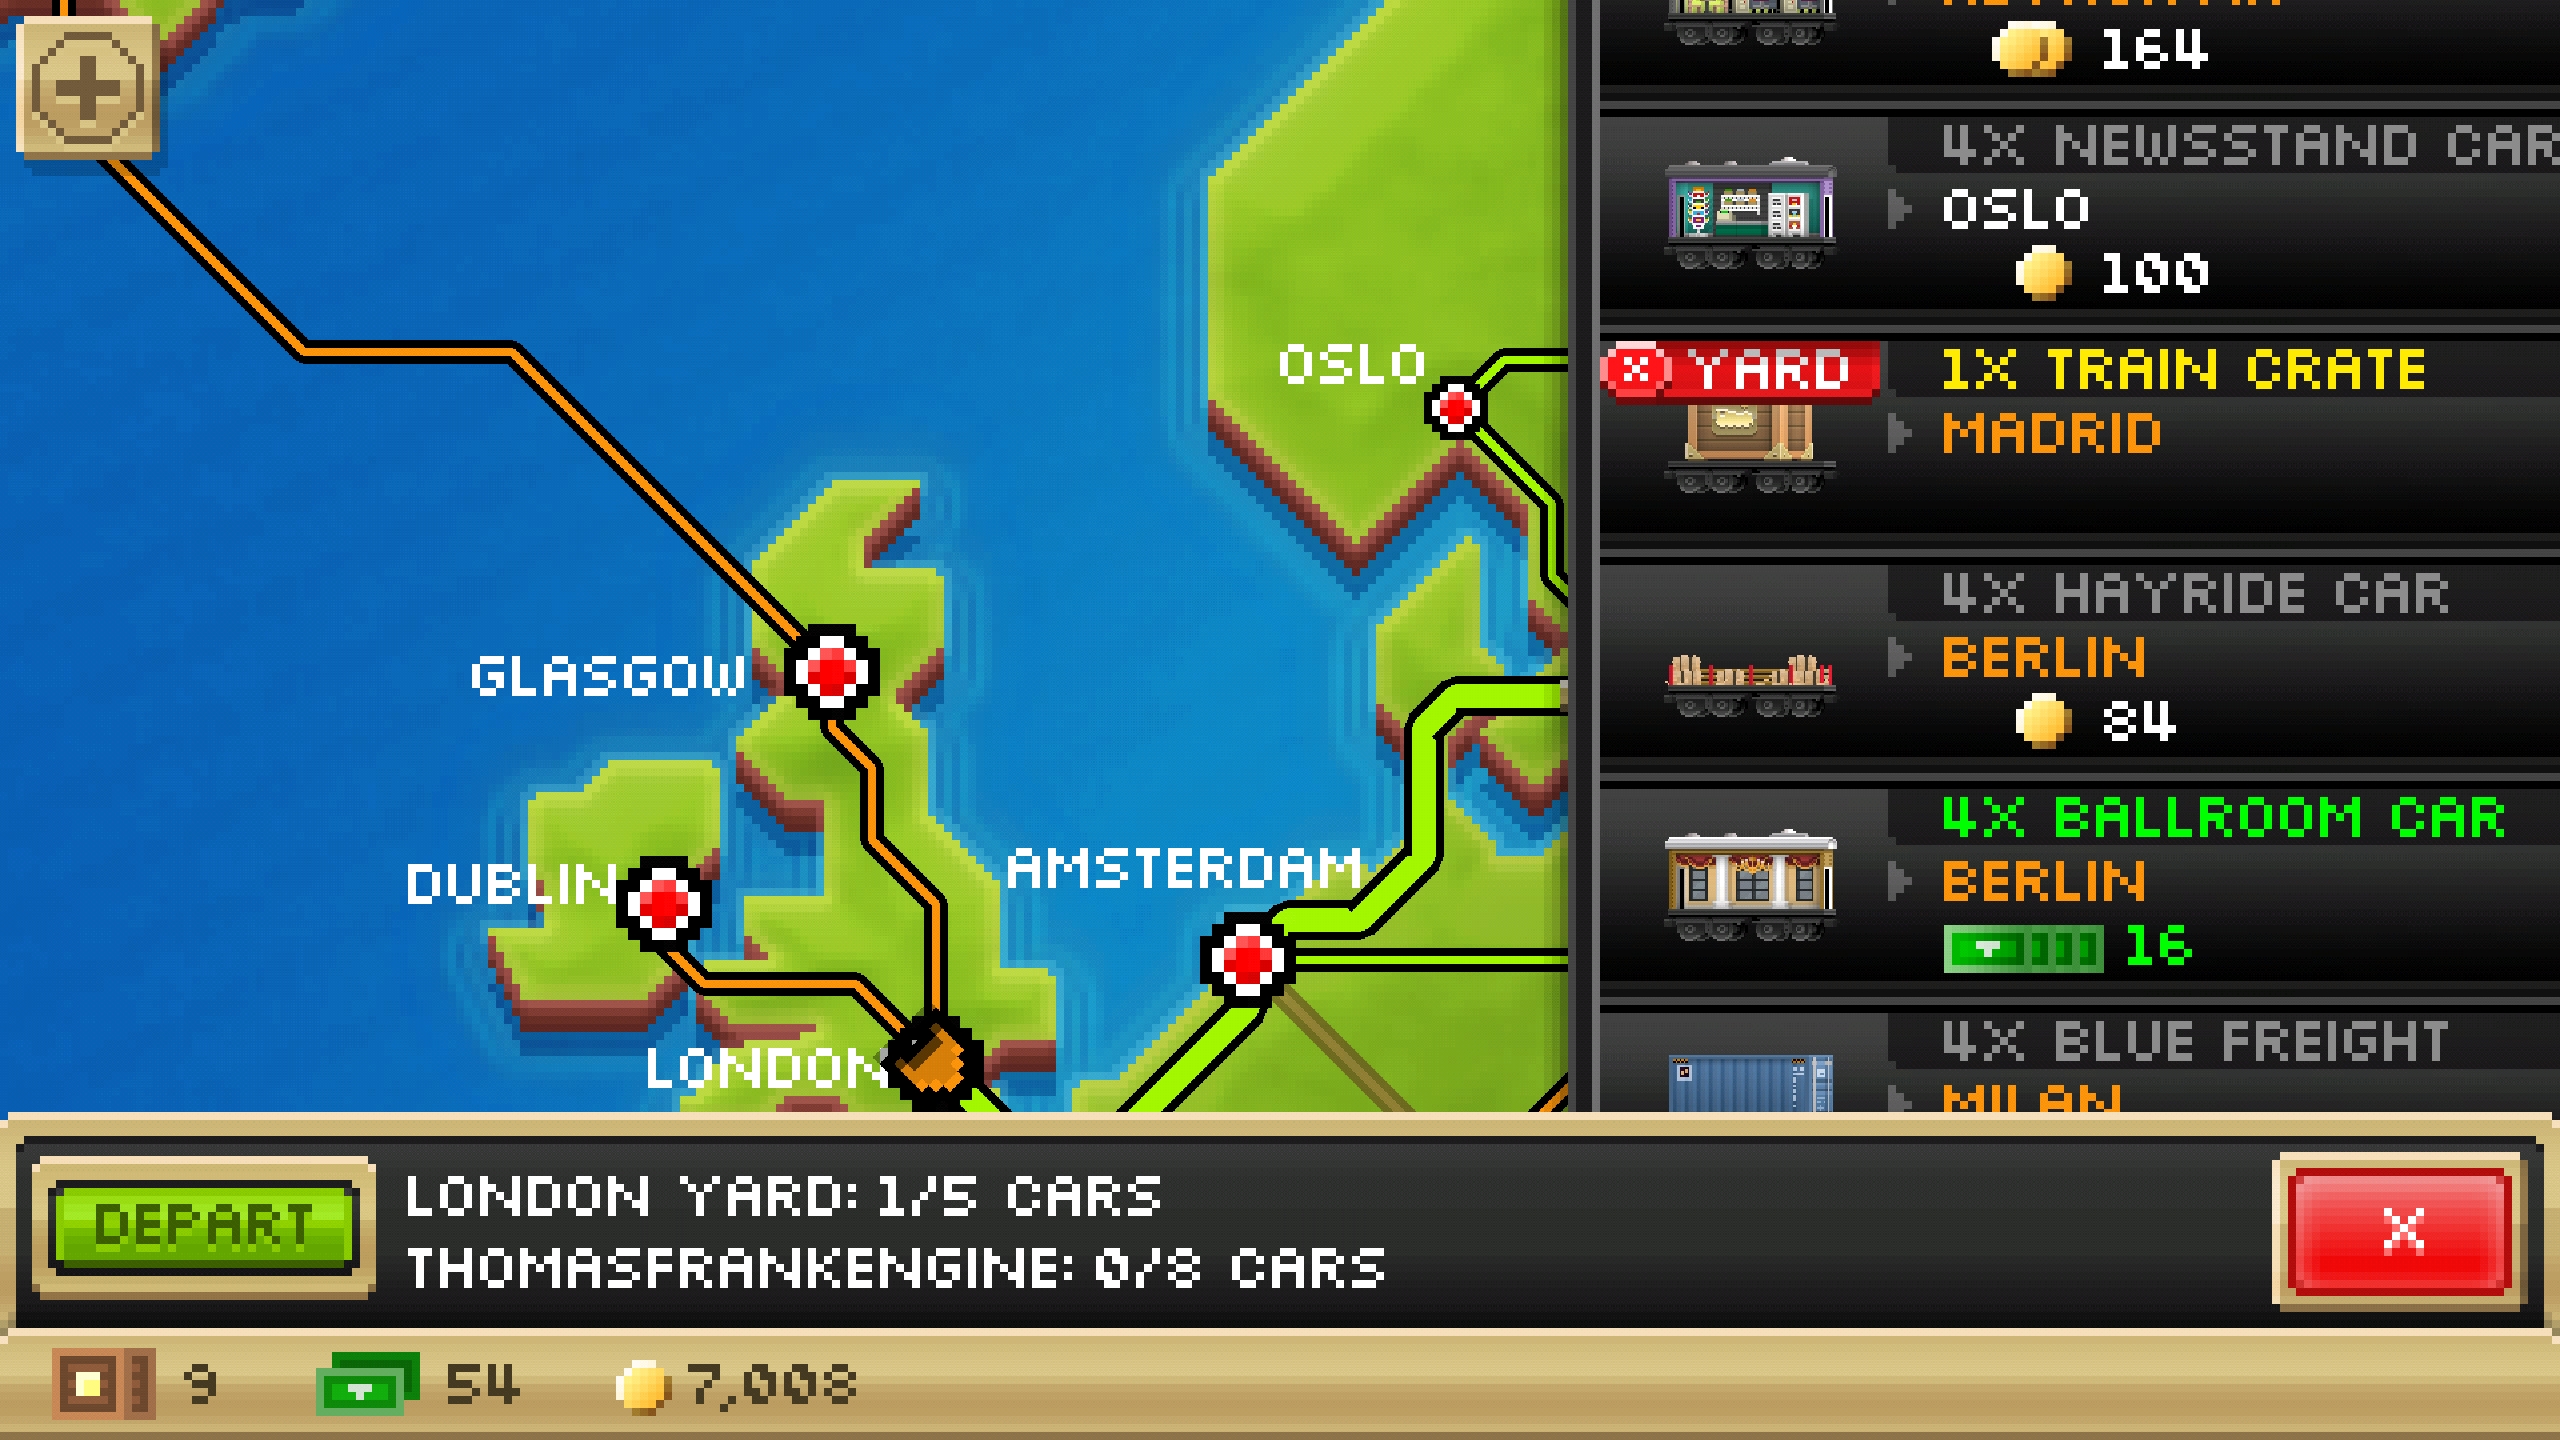 164
4X NEWSSTAND CAR
OSLO
100
YARD
1X TRAIN CRATE
MADRID
4X HAYRIDE CAR
BERLIN
84
4X BALLROOM CAR
BERLIN
16
4X BLUE FREIGHT
MILAN
OSLO
GLASGOW
DUBLIN
AMSTERDAM
LONDON
DEPART
LONDON YARD: 1/5 CARS
THOMASFRANKENGINE: 0/8 CARS
X
9
54
7,008